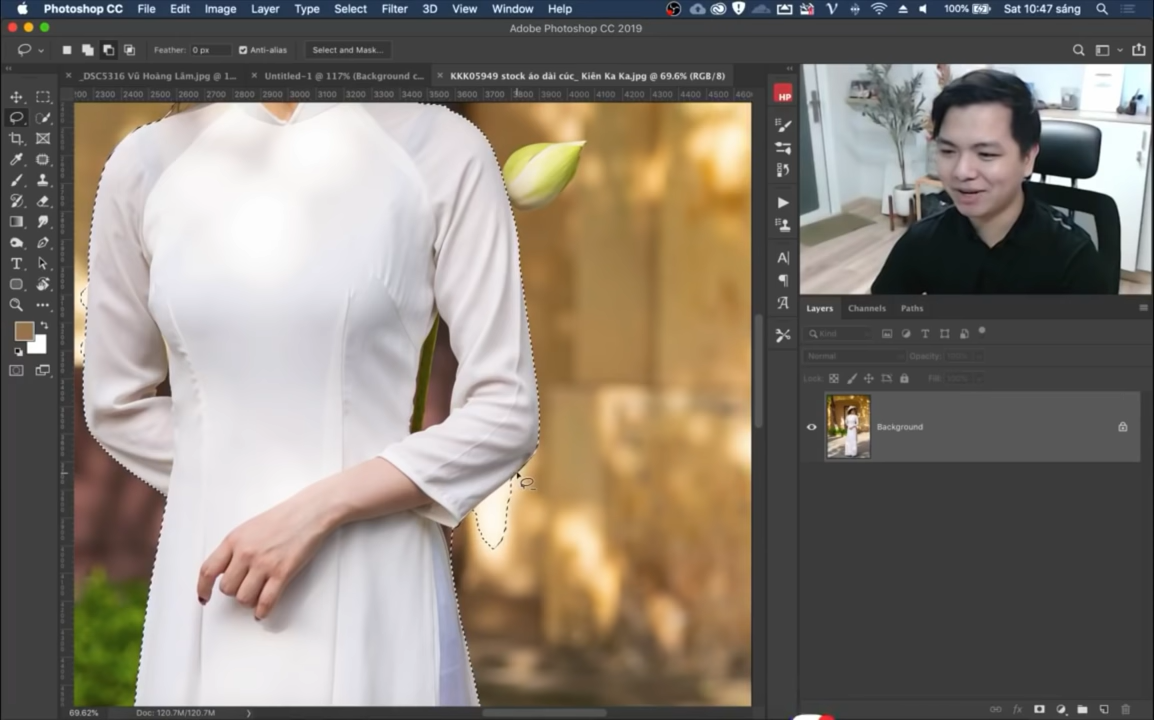 Photoshop CC File Edit Image Layer Type Select Filter 3D View Window Help 100% Sat 10:47 sáng
Adobe Photoshop CC 2019
Feather: 0 px Anti-alias Select and Mask...
_DSC5316 Vũ Hoàng Lâm.jpg @ 1... Untitled-1 @ 117% (Background c... KKK05949 stock áo dài cúc_ Kiên Ka Ka.jpg @ 69.6% (RGB/8)
2300 2400 2500 2600 2700 2800 2900 3000 3100 3200 3300 3400 3500 3600 3700 3800 3900 4000 4100 4200 4300 4400 4500
HP
Layers Channels Paths
Kind
Normal Opacity: 100%
Lock: Fill: 100%
Background
69.62% Doc: 120.7M/120.7M